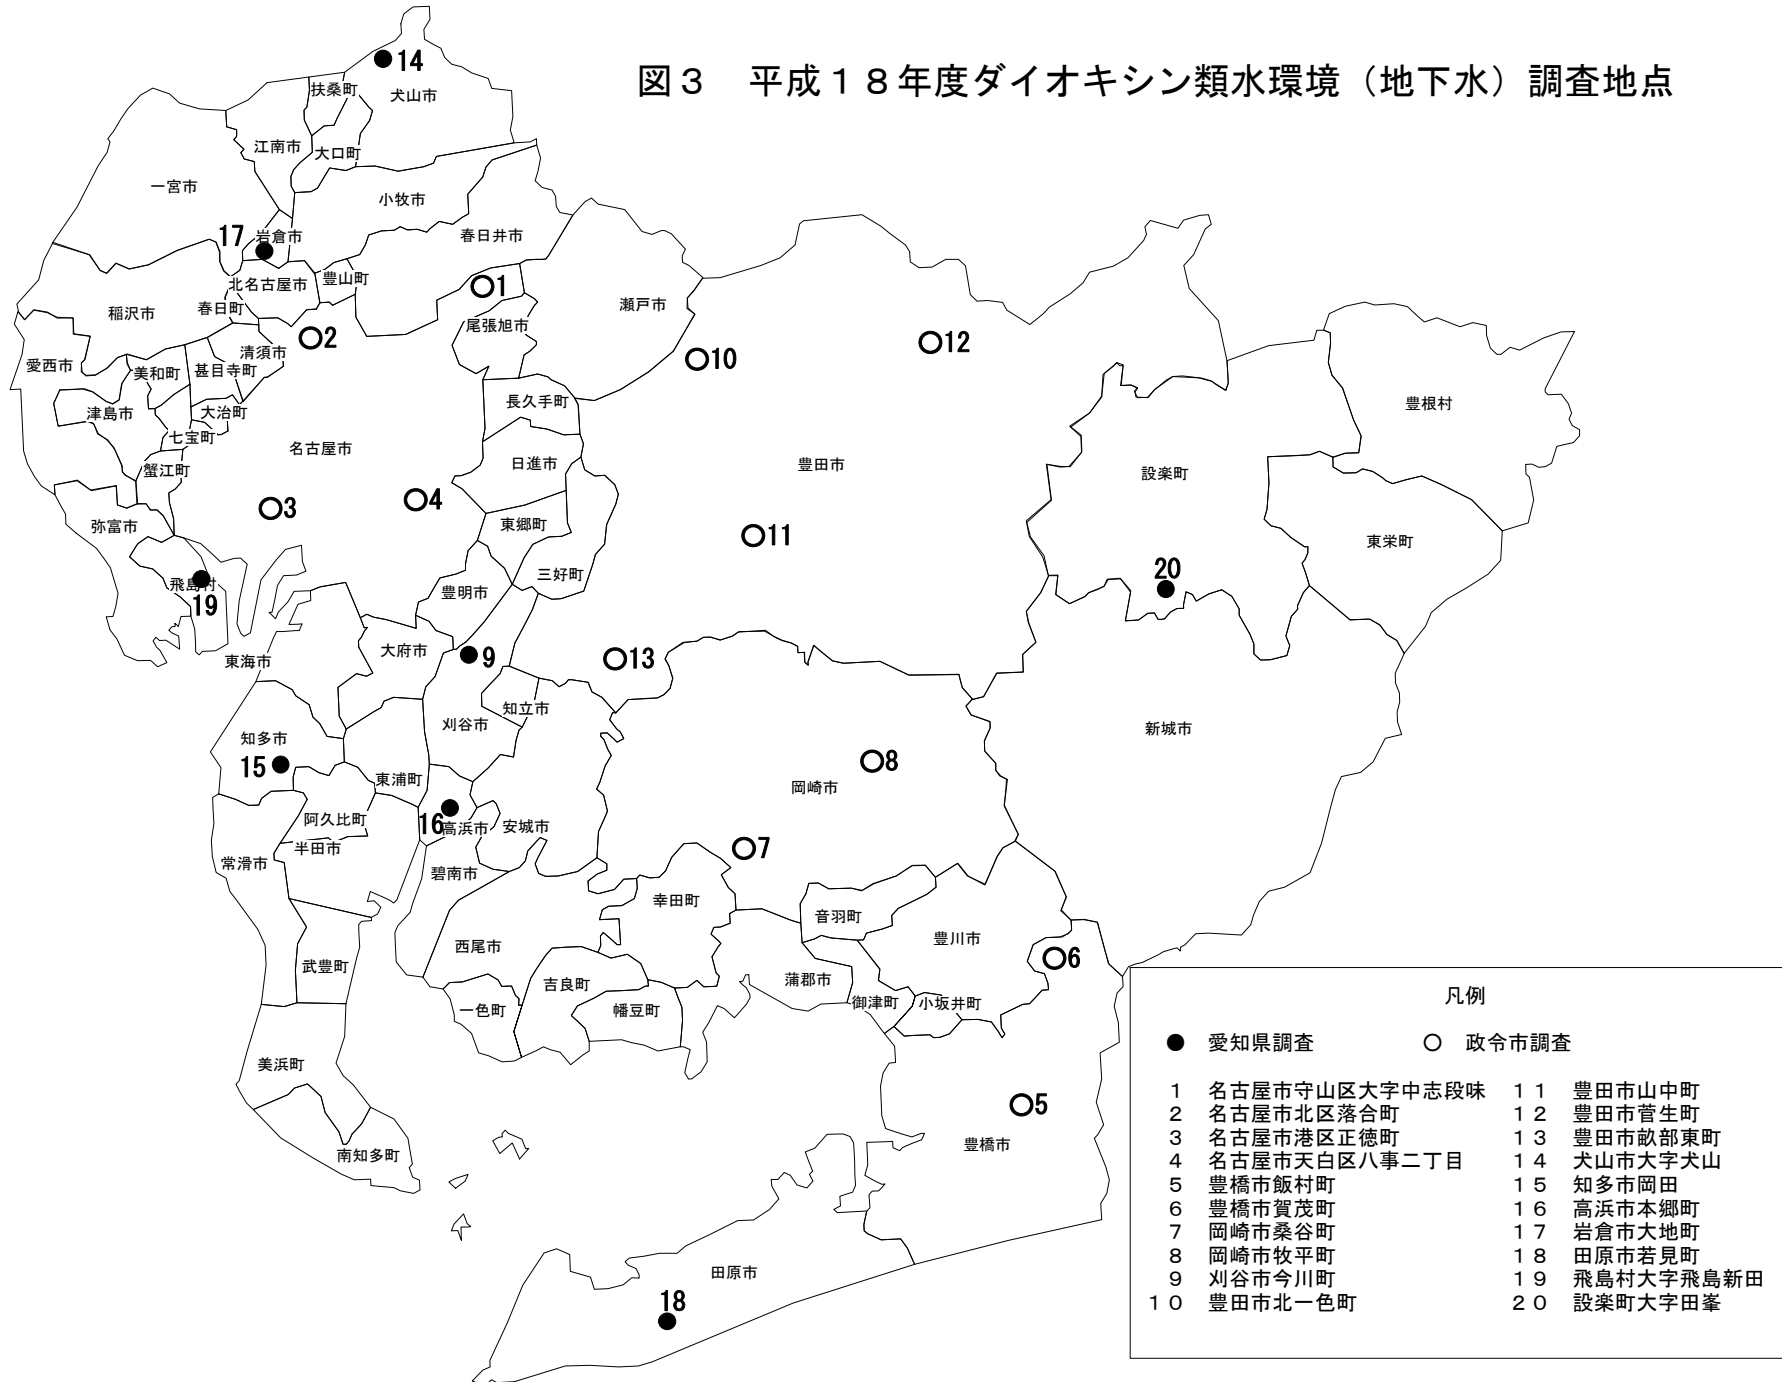 図３　平成１８年度ダイオキシン類水環境（地下水）調査地点
14
扶桑町
犬山市
江南市
大口町
一宮市
小牧市
17
岩倉市
春日井市
北名古屋市
豊山町
1
稲沢市
春日町
瀬戸市
尾張旭市
2
清須市
12
10
愛西市
美和町
甚目寺町
長久手町
豊根村
津島市
大治町
七宝町
名古屋市
日進市
豊田市
設楽町
蟹江町
3
4
弥富市
東郷町
11
東栄町
三好町
20
飛島村
19
豊明市
大府市
東海市
9
13
知立市
刈谷市
新城市
知多市
15
東浦町
8
岡崎市
阿久比町
16
高浜市
安城市
半田市
7
常滑市
碧南市
幸田町
音羽町
西尾市
豊川市
6
武豊町
吉良町
蒲郡市
一色町
幡豆町
御津町
小坂井町
美浜町
5
豊橋市
南知多町
田原市
18
凡例
● 愛知県調査　○ 政令市調査
１ 名古屋市守山区大字中志段味　１１ 豊田市山中町
２ 名古屋市北区落合町　１２ 豊田市菅生町
３ 名古屋市港区正徳町　１３ 豊田市畝部東町
４ 名古屋市天白区八事二丁目　１４ 犬山市大字犬山
５ 豊橋市飯村町　１５ 知多市岡田
６ 豊橋市賀茂町　１６ 高浜市本郷町
７ 岡崎市桑谷町　１７ 岩倉市大地町
８ 岡崎市牧平町　１８ 田原市若見町
９ 刈谷市今川町　１９ 飛島村大字飛島新田
１０ 豊田市北一色町　２０ 設楽町大字田峯